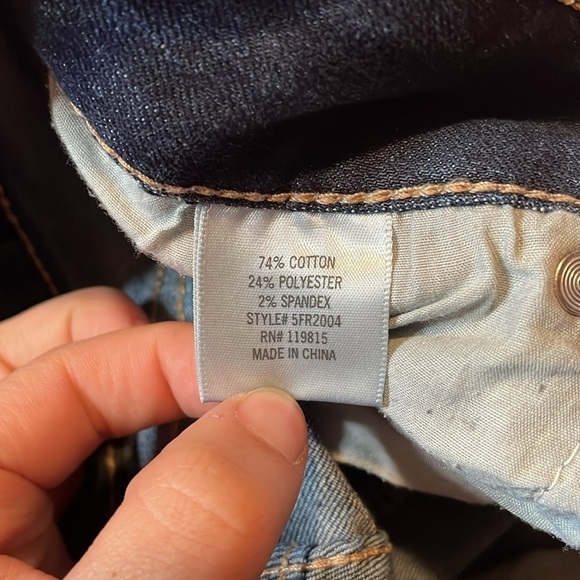 74% COTTON
24% POLYESTER
2% SPANDEX
STYLE# 5FR2004
RN# 119815
MADE IN CHINA